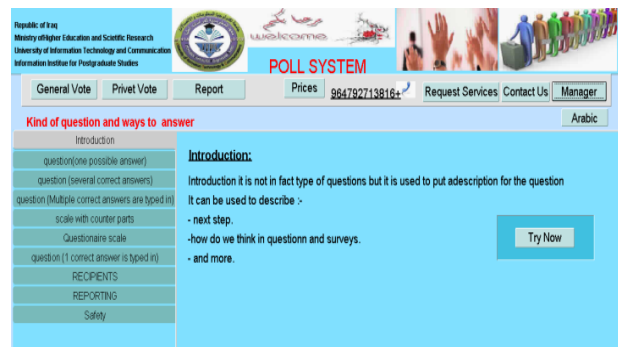 Republic of Iraq
Ministry ofHigher Education and Scietific Research
University of Information Technology and Communication
Information Institue for Postgraduate Studies
welcome
POLL SYSTEM
General Vote
Privet Vote
Report
Prices
964792713816+
Request Services
Contact Us
Manager
Kind of question and ways to answer
Arabic
Introduction
question(one possible answer)
question (several correct answers)
question (Multiple correct answers are typed in)
scale with counter parts
Questionaire scale
question (1 correct answer is typed in)
RECIPIENTS
REPORTING
Safety
Introduction:
Introduction it is not in fact type of questions but it is used to put adescription for the question
It can be used to describe :-
- next step.
-how do we think in questionn and surveys.
- and more.
Try Now